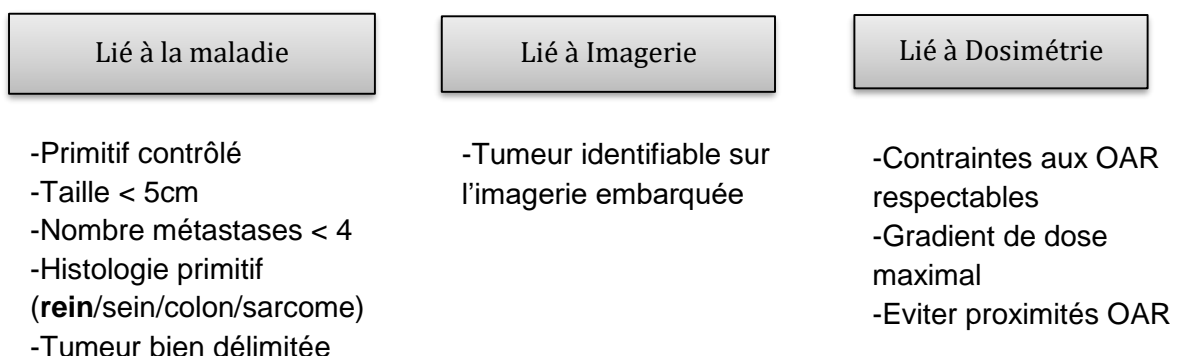 Lié à la maladie
-Primitif contrôlé
-Taille < 5cm
-Nombre métastases < 4
-Histologie primitif
(rein/sein/colon/sarcome)
-Tumeur bien délimitée
Lié à Imagerie
-Tumeur identifiable sur
l’imagerie embarquée
Lié à Dosimétrie
-Contraintes aux OAR
respectables
-Gradient de dose
maximal
-Eviter proximités OAR